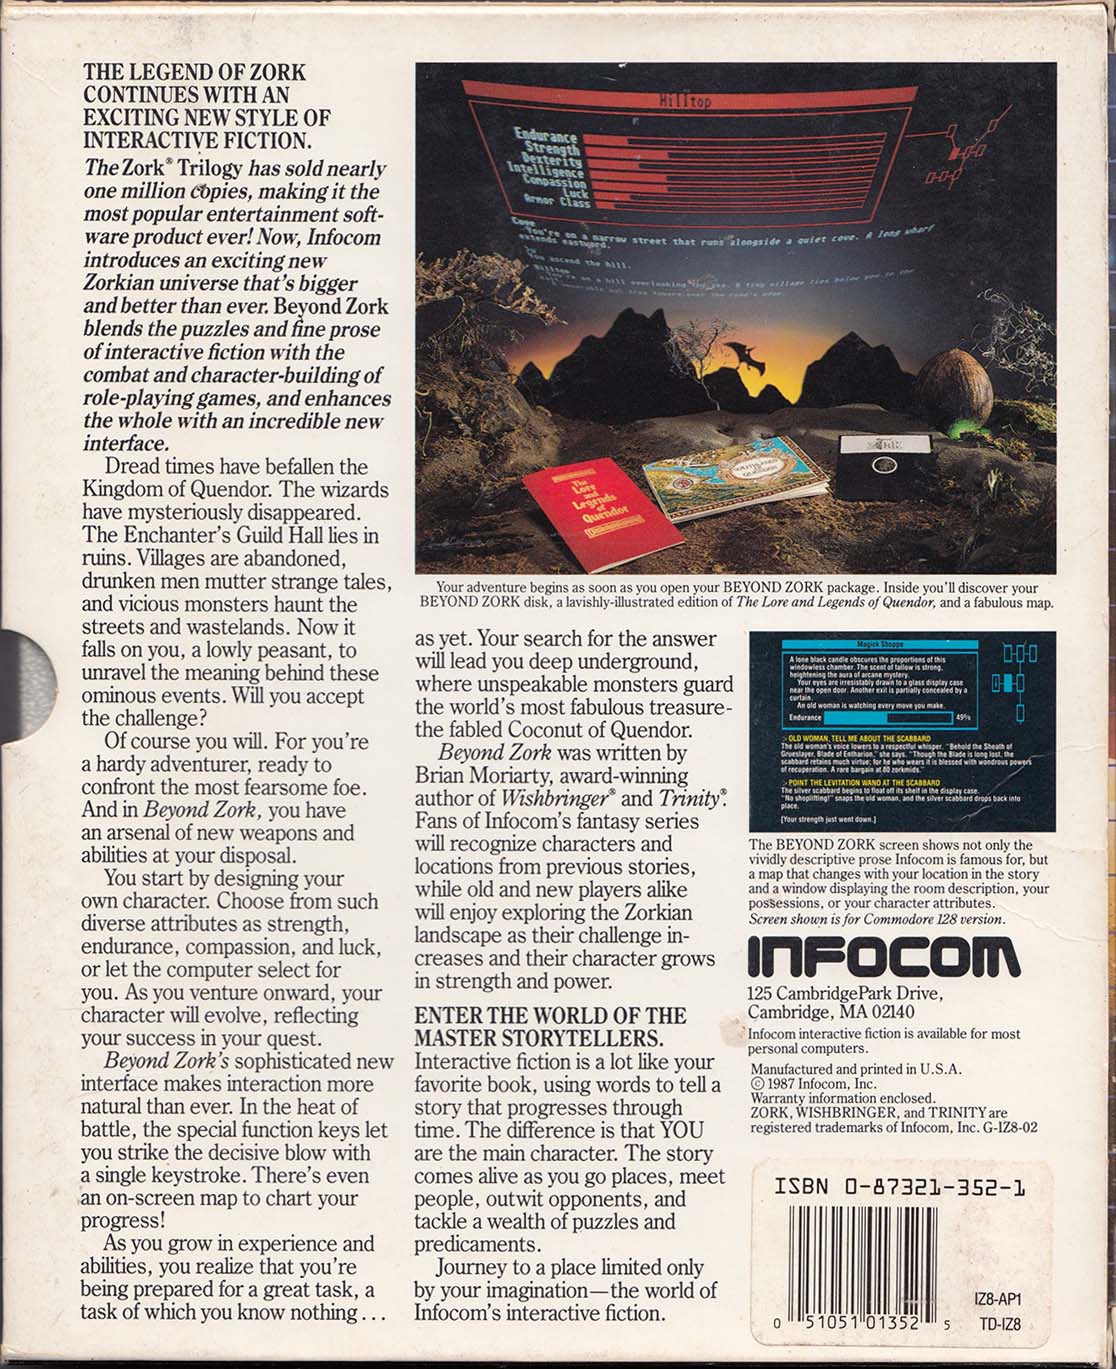 THE LEGEND OF ZORK
CONTINUES WITH AN
EXCITING NEW STYLE OF
INTERACTIVE FICTION.
The Zork® Trilogy has sold nearly
one million copies, making it the
most popular entertainment soft-
ware product ever! Now, Infocom
introduces an exciting new
Zorkian universe that's bigger
and better than ever. Beyond Zork
blends the puzzles and fine prose
of interactive fiction with the
combat and character-building of
role-playing games, and enhances
the whole with an incredible new
interface.
Dread times have befallen the
Kingdom of Quendor. The wizards
have mysteriously disappeared.
The Enchanter's Guild Hall lies in
ruins. Villages are abandoned,
drunken men mutter strange tales,
and vicious monsters haunt the
streets and wastelands. Now it
falls on you, a lowly peasant, to
unravel the meaning behind these
ominous events. Will you accept
the challenge?
Of course you will. For you're
a hardy adventurer, ready to
confront the most fearsome foe.
And in Beyond Zork, you have
an arsenal of new weapons and
abilities at your disposal.
You start by designing your
own character. Choose from such
diverse attributes as strength,
endurance, compassion, and luck,
or let the computer select for
you. As you venture onward, your
character will evolve, reflecting
your success in your quest.
Beyond Zork's sophisticated new
interface makes interaction more
natural than ever. In the heat of
battle, the special function keys let
you strike the decisive blow with
a single keystroke. There's even
an on-screen map to chart your
progress!
As you grow in experience and
abilities, you realize that you're
being prepared for a great task, a
task of which you know nothing...
Hilltop
Endurance
Strength
Dexterity
Intelligence
Compassion
Luck
Armor Class
Cove
You're on a narrow street that runs alongside a quiet cove. A long wharf
extends eastward.
You ascend the hill.
Hilltop
You're on a hill overlooking the sea. A tiny village lies below you to the
The
Lore
and
Legends
of
Quendor
Your adventure begins as soon as you open your BEYOND ZORK package. Inside you'll discover your
BEYOND ZORK disk, a lavishly-illustrated edition of The Lore and Legends of Quendor, and a fabulous map.
as yet. Your search for the answer
will lead you deep underground,
where unspeakable monsters guard
the world's most fabulous treasure-
the fabled Coconut of Quendor.
Beyond Zork was written by
Brian Moriarty, award-winning
author of Wishbringer® and Trinity®.
Fans of Infocom's fantasy series
will recognize characters and
locations from previous stories,
while old and new players alike
will enjoy exploring the Zorkian
landscape as their challenge in-
creases and their character grows
in strength and power.
ENTER THE WORLD OF THE
MASTER STORYTELLERS.
Interactive fiction is a lot like your
favorite book, using words to tell a
story that progresses through
time. The difference is that YOU
are the main character. The story
comes alive as you go places, meet
people, outwit opponents, and
tackle a wealth of puzzles and
predicaments.
Journey to a place limited only
by your imagination—the world of
Infocom's interactive fiction.
Magick Shoppe
A lone black candle obscures the proportions of this
windowless chamber. The scent of tallow is strong,
heightening the aura of arcane mystery.
Your eyes are irresistably drawn to a glass display case
near the open door. Another exit is partially concealed by a
curtain.
An old woman is watching every move you make.
Endurance 49%
>OLD WOMAN, TELL ME ABOUT THE SCABBARD
The old woman's voice lowers to a respectful whisper. "Behold the Sheath of
Grueslayer, Blade of Entharion," she says. "Though the Blade is long lost, the
scabbard retains much virtue; for he who wears it is blessed with wondrous powers
of recuperation. A rare bargain at 80 zorkmids."
>POINT THE LEVITATION WAND AT THE SCABBARD
The silver scabbard begins to float off its shelf in the display case.
"No shoplifting!" snaps the old woman, and the silver scabbard drops back into
place.
[Your strength just went down.]
The BEYOND ZORK screen shows not only the
vividly descriptive prose Infocom is famous for, but
a map that changes with your location in the story
and a window displaying the room description, your
possessions, or your character attributes.
Screen shown is for Commodore 128 version.
INFOCOM
125 CambridgePark Drive,
Cambridge, MA 02140
Infocom interactive fiction is available for most
personal computers.
Manufactured and printed in U.S.A.
© 1987 Infocom, Inc.
Warranty information enclosed.
ZORK, WISHBRINGER, and TRINITY are
registered trademarks of Infocom, Inc. G-IZ8-02
ISBN 0-87321-352-1
0 51051 01352 5
IZ8-AP1
TD-IZ8